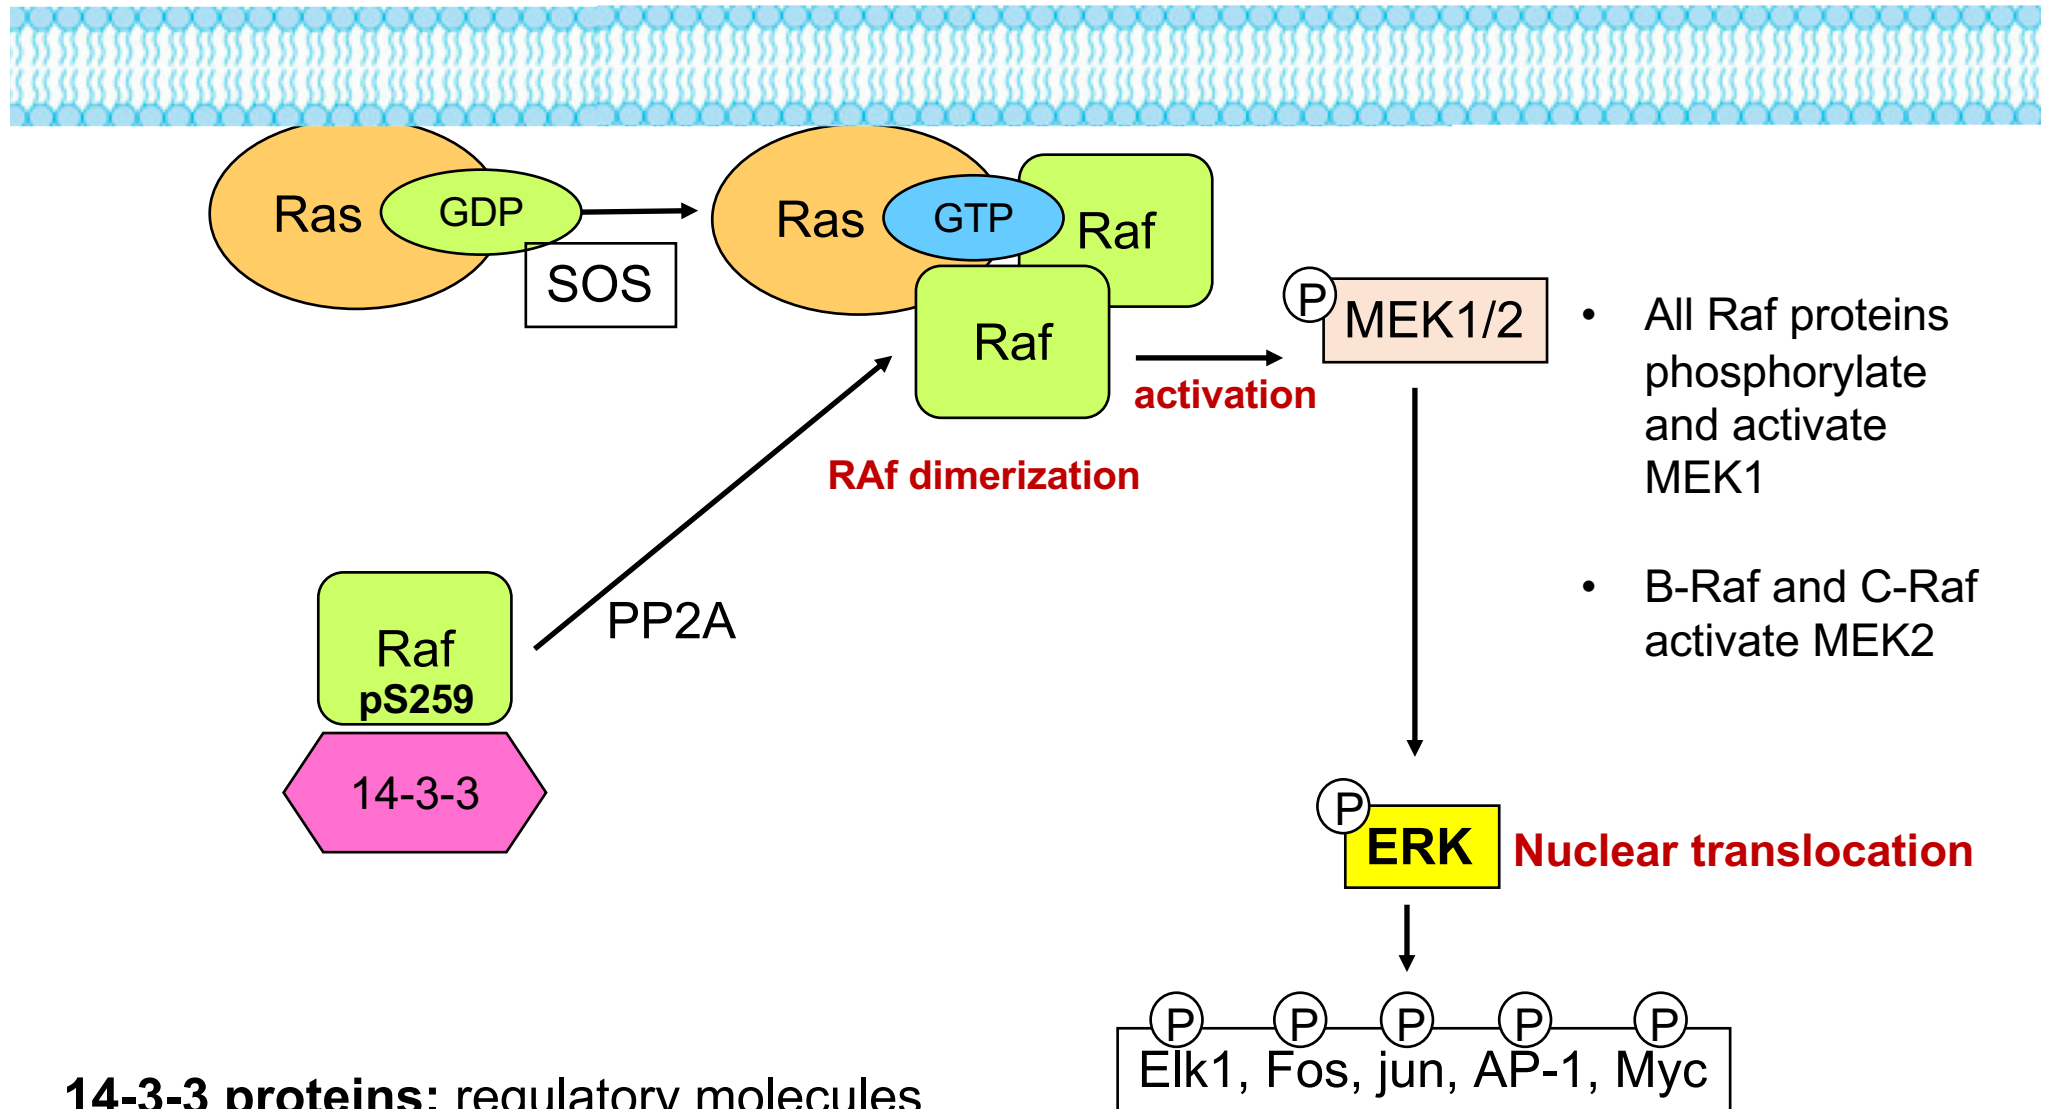 Ras
GDP
SOS
Ras
GTP
Raf
Raf
P
MEK1/2
activation
RAf dimerization
• All Raf proteins
phosphorylate
and activate
MEK1
• B-Raf and C-Raf
activate MEK2
PP2A
Raf
pS259
14-3-3
P
ERK
Nuclear translocation
P P P P P
Elk1, Fos, jun, AP-1, Myc
14-3-3 proteins: regulatory molecules